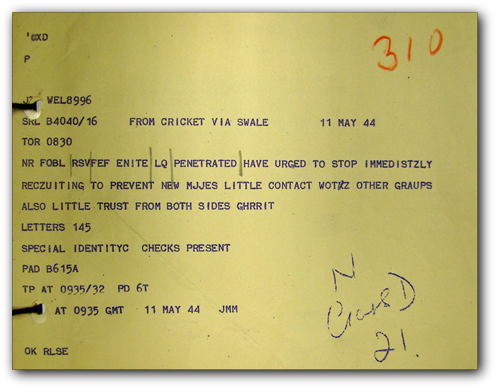 '@XD
310
P
WEL8996
SRL B4040/16 FROM CRICKET VIA SWALE 11 MAY 44
TOR 0830
NR FOBL RSVFEF ENITE LQ PENETRATED HAVE URGED TO STOP IMMEDISTZLY
RECZUITING TO PREVENT NEW MJJES LITTLE CONTACT OTHER GRAUPS
ALSO LITTLE TRUST FROM BOTH SIDES GHRRIT
LETTERS 145
SPECIAL IDENTITYC CHECKS PRESENT
PAD B615A
TP AT 0935/32 PD 6T
AT 0935 GMT 11 MAY 44 JMM
N
D
21.
OK RLSE